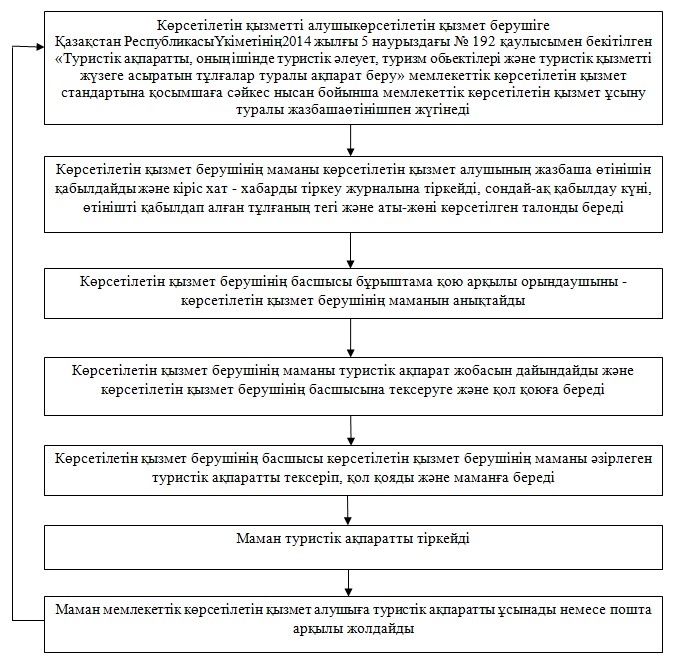 Көрсетілетін қызметті алушыкөрсетілетін қызмет берушіге
Қазақстан РеспубликасыҮкіметінің2014 жылғы 5 наурыздағы № 192 қаулысымен бекітілген
«Туристік ақпаратты, оның ішінде туристік әлеует, туризм обьектілері және туристік қызметті
жүзеге асыратын тұлғалар туралы ақпарат беру» мемлекеттік көрсетілетін қызмет
стандартына қосымшаға сәйкес нысан бойынша мемлекеттік көрсетілетін қызмет ұсыну
туралы жазбашаөтінішпен жүгінеді
Көрсетілетін қызмет берушінің маманы көрсетілетін қызмет алушының жазбаша өтінішін
қабылдайды және кіріс хат - хабарды тіркеу журналына тіркейді, сондай-ақ қабылдау күні,
өтінішті қабылдап алған тұлғаның тегі және аты-жөні көрсетілген талонды береді
Көрсетілетін қызмет берушінің басшысы бұрыштама қою арқылы орындаушыны -
көрсетілетін қызмет берушінің маманын анықтайды
Көрсетілетін қызмет берушінің маманы туристік ақпарат жобасын дайындайды және
көрсетілетін қызмет берушінің басшысына тексеруге және қол қоюға береді
Көрсетілетін қызмет берушінің басшысы көрсетілетін қызмет берушінің маманы әзірлеген
туристік ақпаратты тексеріп, қол қояды және маманға береді
Маман туристік ақпаратты тіркейді
Маман мемлекеттік көрсетілетін қызмет алушыға туристік ақпаратты ұсынады немесе пошта
арқылы жолдайды